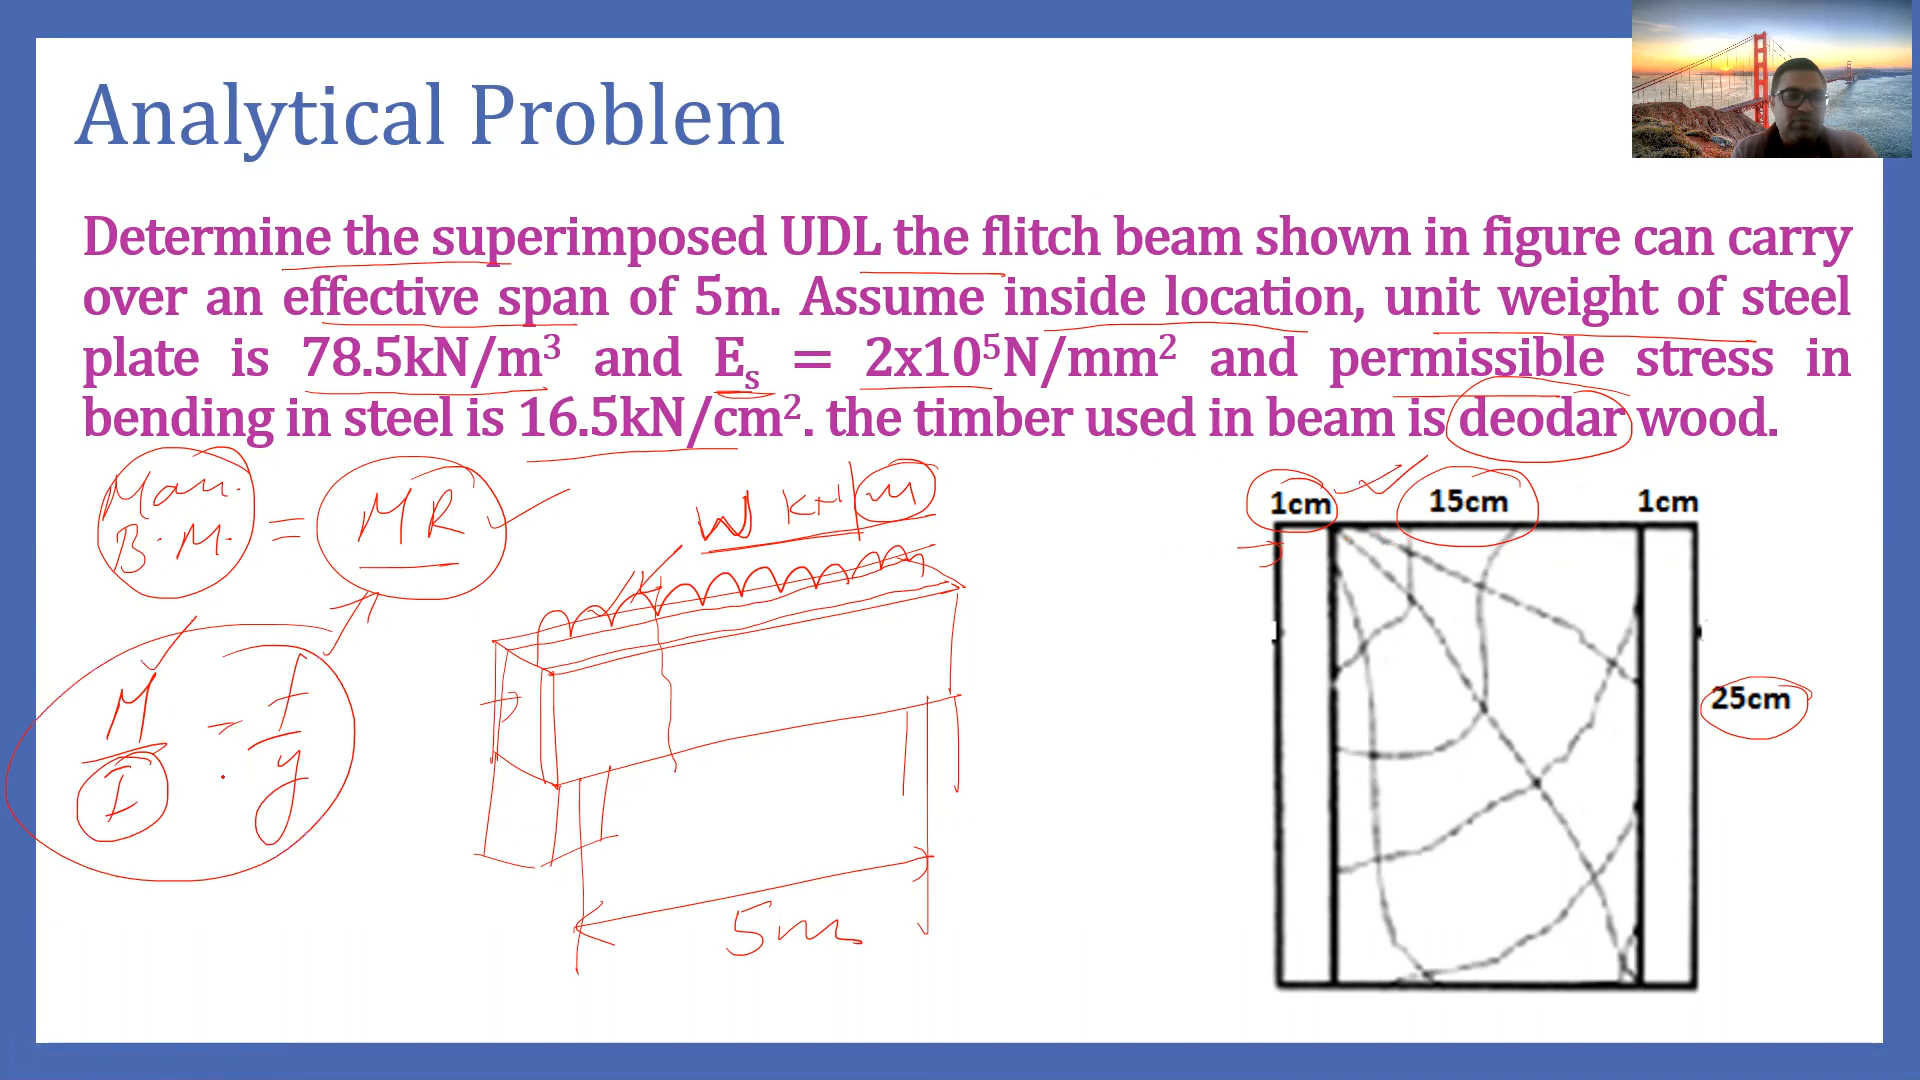 Analytical Problem
Determine the superimposed UDL the flitch beam shown in figure can carry
over an effective span of 5m. Assume inside location, unit weight of steel
plate is 78.5kN/m³ and Eₛ = 2x10⁵N/mm² and permissible stress in
bending in steel is 16.5kN/cm². the timber used in beam is deodar wood.
Max.
B.M. = MR
W kN/m
1cm 15cm 1cm
25cm
M/I = f/y
5m